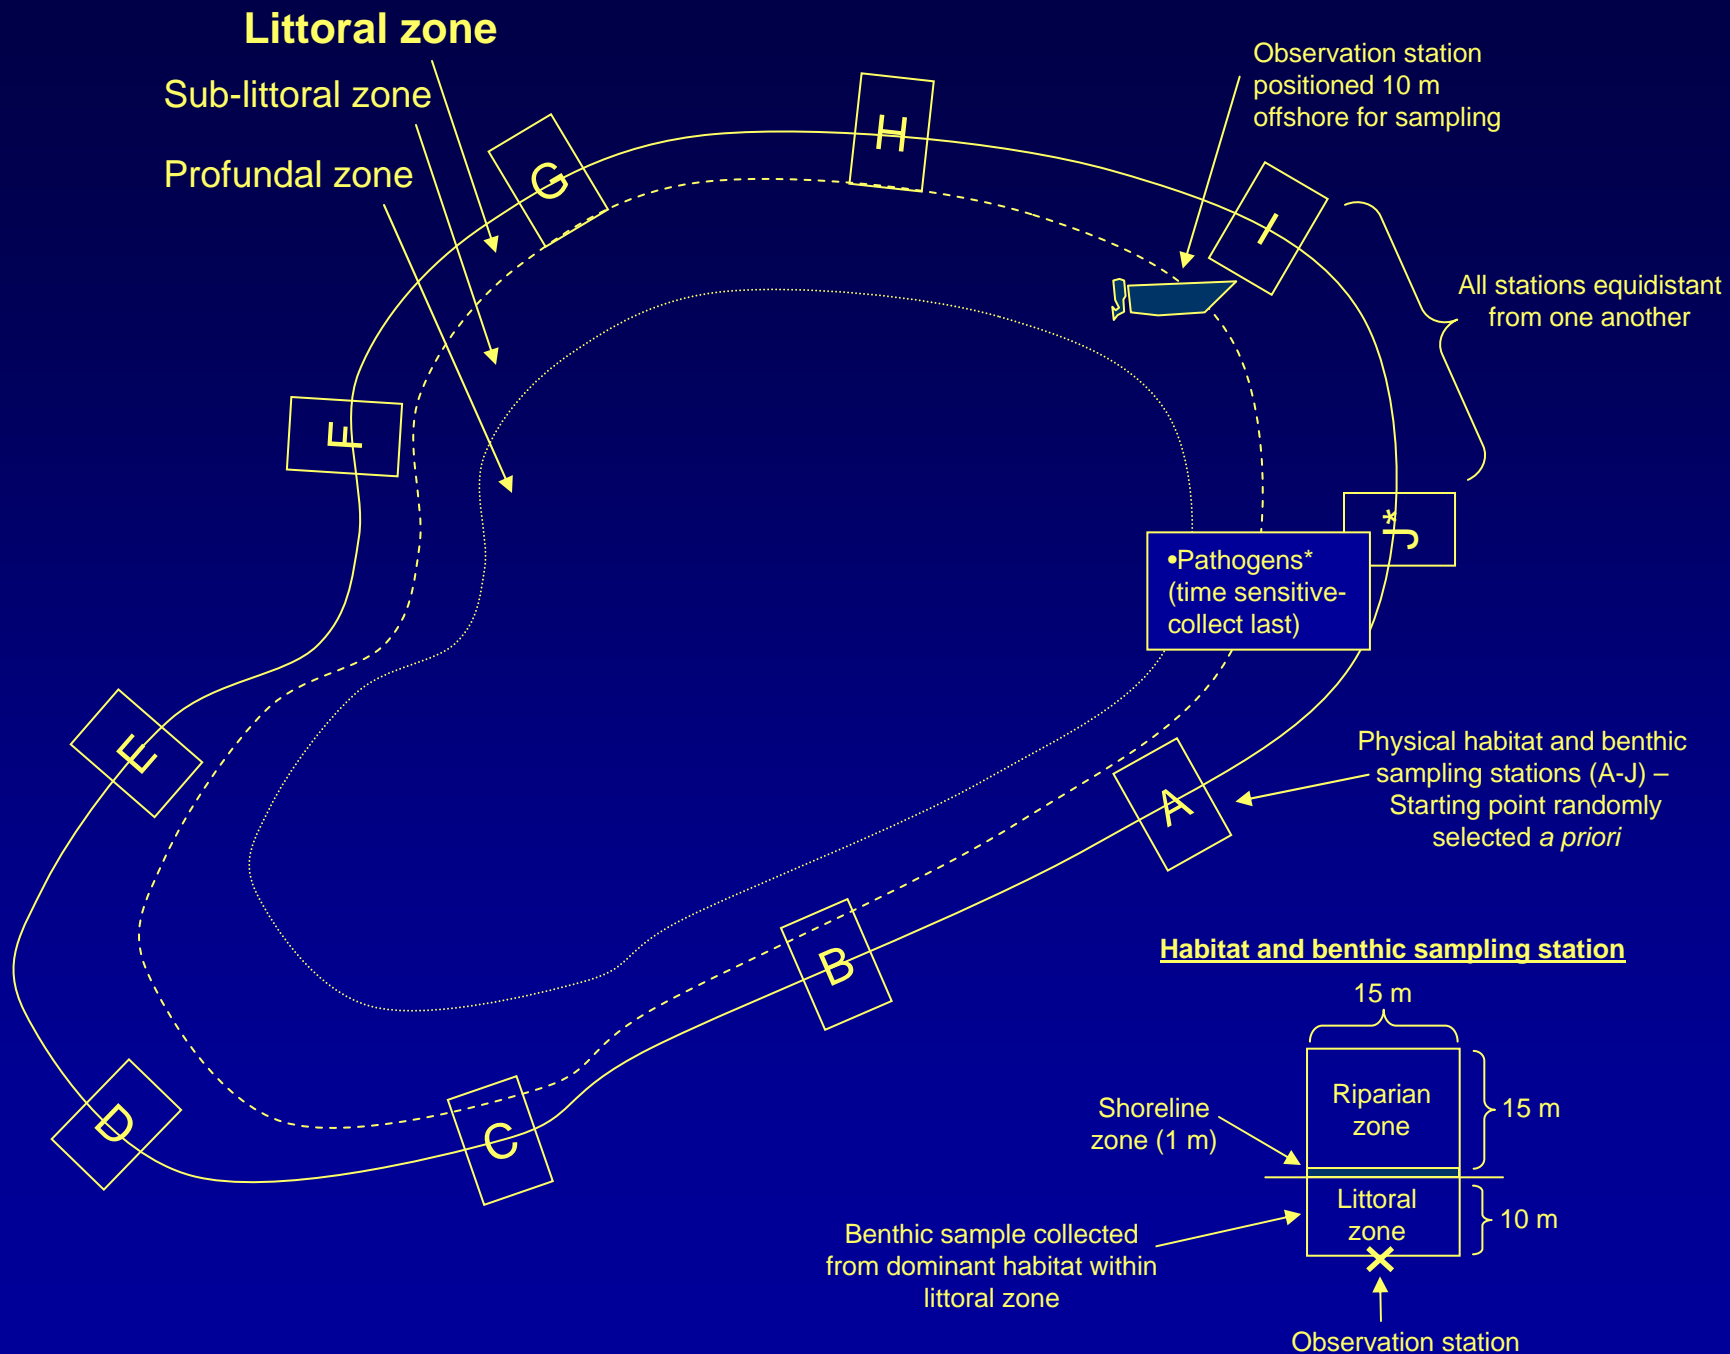 Littoral zone
Sub-littoral zone
Profundal zone
Observation station
positioned 10 m
offshore for sampling
G
H
I
All stations equidistant
from one another
F
J*
•Pathogens*
(time sensitive-
collect last)
E
A
Physical habitat and benthic
sampling stations (A-J) –
Starting point randomly
selected a priori
B
D
C
Habitat and benthic sampling station
15 m
Riparian
zone
15 m
Shoreline
zone (1 m)
Littoral
zone
10 m
Benthic sample collected
from dominant habitat within
littoral zone
Observation station